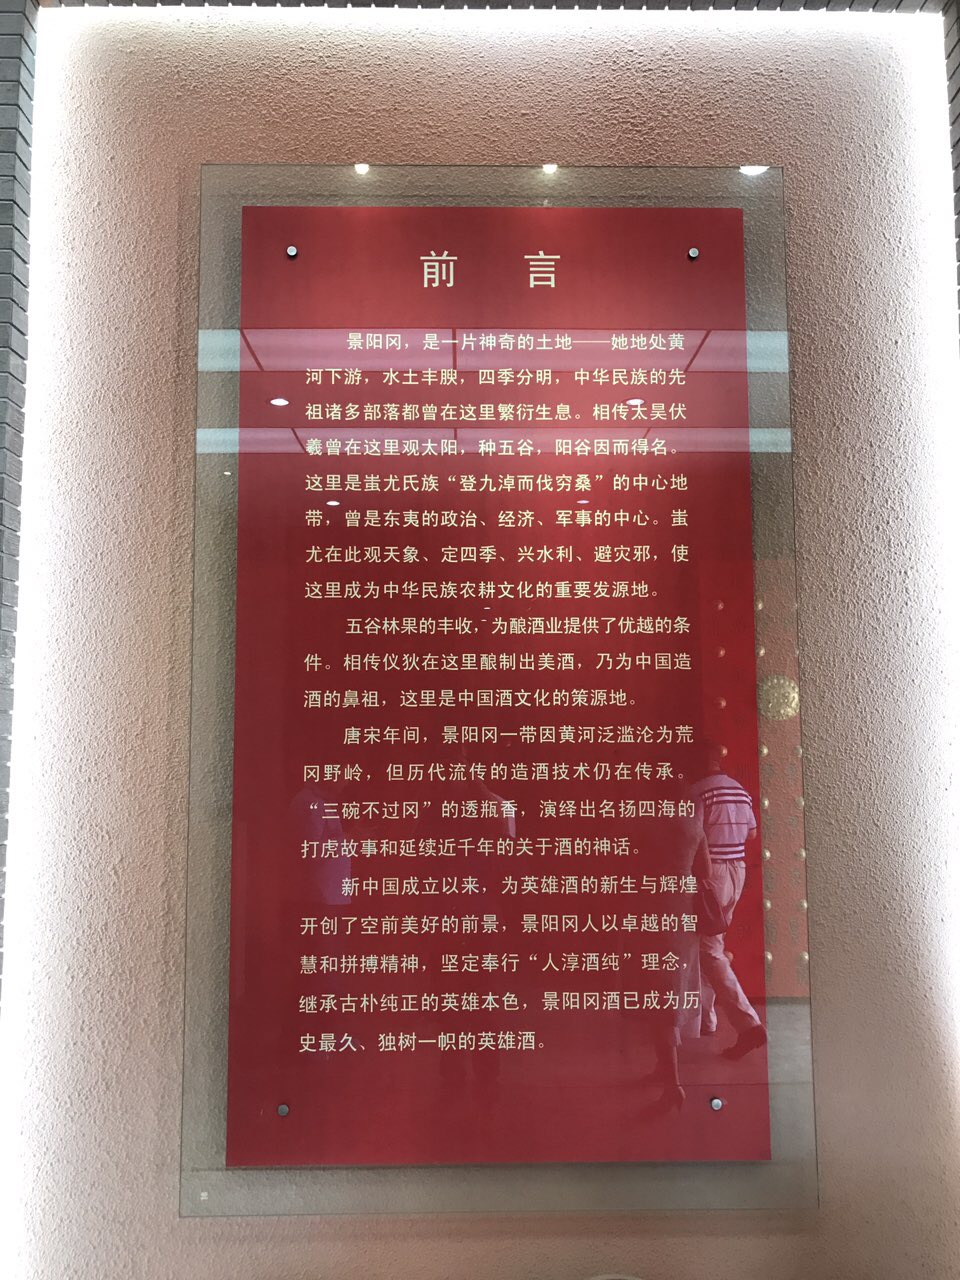 前言
景阳冈，是一片神奇的土地——她地处黄
河下游，水土丰腴，四季分明，中华民族的先
祖诸多部落都曾在这里繁衍生息。相传太昊伏
羲曾在这里观太阳，种五谷，阳谷因而得名。
这里是蚩尤氏族“登九淖而伐穷桑”的中心地
带，曾是东夷的政治、经济、军事的中心。蚩
尤在此观天象、定四季、兴水利、避灾邪，使
这里成为中华民族农耕文化的重要发源地。
五谷林果的丰收，为酿酒业提供了优越的条
件。相传仪狄在这里酿制出美酒，乃为中国造
酒的鼻祖，这里是中国酒文化的策源地。
唐宋年间，景阳冈一带因黄河泛滥沦为荒
冈野岭，但历代流传的造酒技术仍在传承。
“三碗不过冈”的透瓶香，演绎出名扬四海的
打虎故事和延续近千年的关于酒的神话。
新中国成立以来，为英雄酒的新生与辉煌
开创了空前美好的前景，景阳冈人以卓越的智
慧和拼搏精神，坚定奉行“人淳酒纯”理念，
继承古朴纯正的英雄本色，景阳冈酒已成为历
史最久、独树一帜的英雄酒。